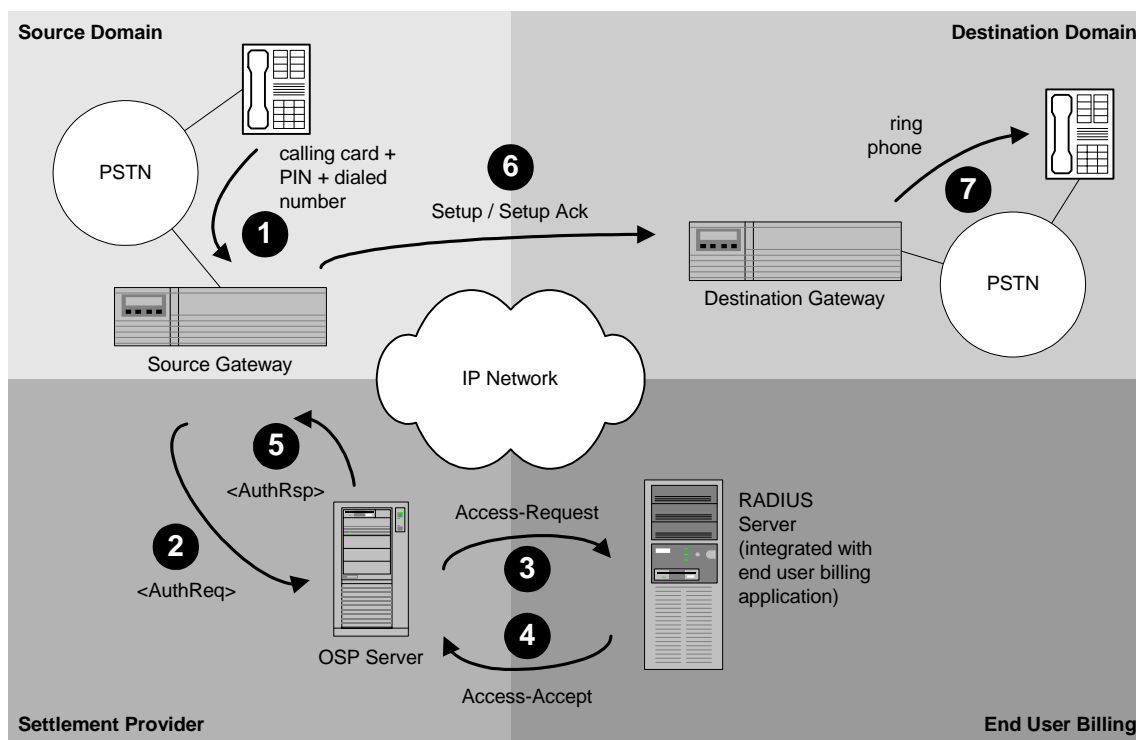 Source Domain
Destination Domain
PSTN
calling card +
PIN + dialed
number
1
6
Setup / Setup Ack
ring
phone
7
Source Gateway
Destination Gateway
PSTN
IP Network
5
<AuthRsp>
2
<AuthReq>
OSP Server
Access-Request
3
4
Access-Accept
RADIUS
Server
(integrated with
end user billing
application)
Settlement Provider
End User Billing